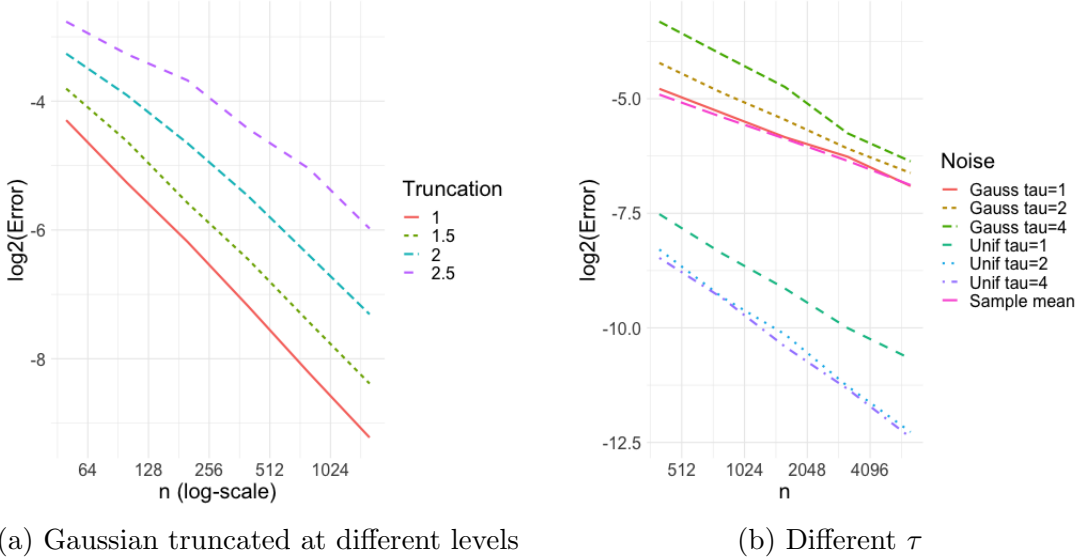 -4
-6
-8
log2(Error)
64 128 256 512 1024
n (log-scale)
Truncation
1
1.5
2
2.5
(a) Gaussian truncated at different levels
-5.0
-7.5
-10.0
-12.5
log2(Error)
512 1024 2048 4096
n
Noise
Gauss tau=1
Gauss tau=2
Gauss tau=4
Unif tau=1
Unif tau=2
Unif tau=4
Sample mean
(b) Different τ